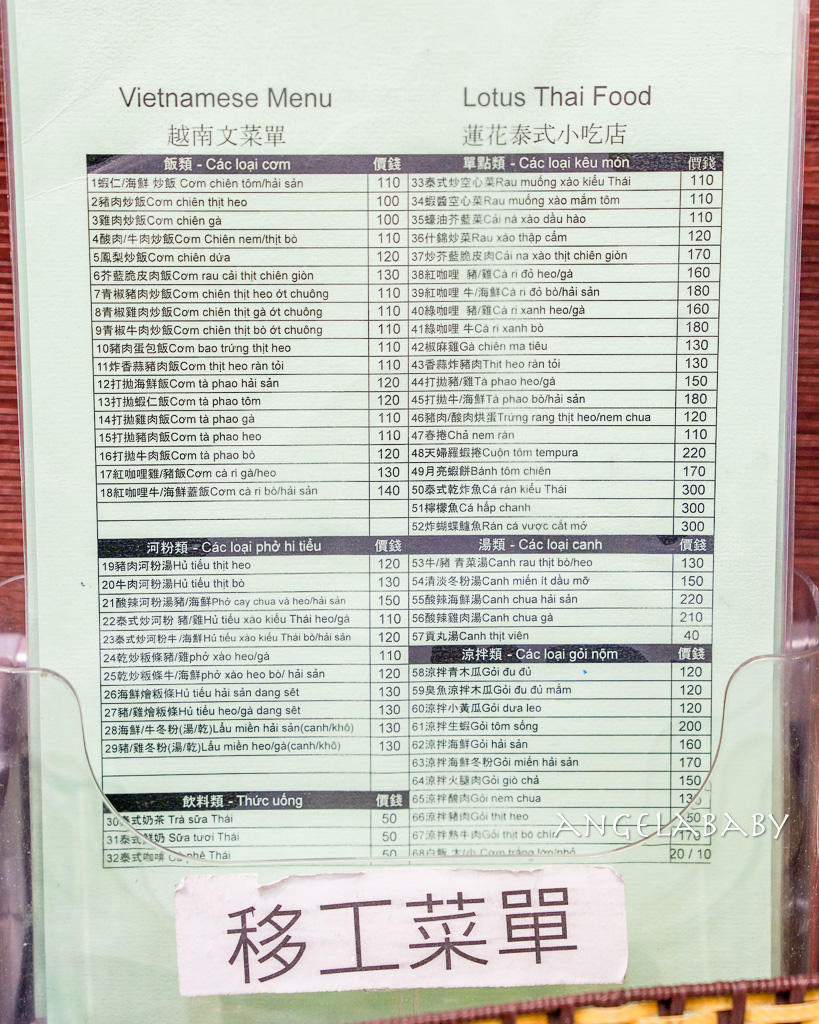 Vietnamese Menu
越南文菜單
飯類 - Các loại cơm 價錢
1蝦仁/海鮮 炒飯 Cơm chiên tôm/hải sản 110
2豬肉炒飯Cơm chiên thịt heo 100
3雞肉炒飯Cơm chiên gà 100
4酸肉/牛肉炒飯Cơm Chiên nem/thịt bò 110
5鳳梨炒飯Cơm chiên dứa 120
6芥藍脆皮肉飯Cơm rau cải thịt chiên giòn 130
7青椒豬肉炒飯Cơm chiên thịt heo ớt chuông 110
8青椒雞肉炒飯Cơm chiên thịt gà ớt chuông 110
9青椒牛肉炒飯Cơm chiên thịt bò ớt chuông 110
10豬肉蛋包飯Cơm bao trứng thịt heo 110
11炸香蒜豬肉飯Cơm thịt heo ràn tỏi 110
12打拋海鮮飯Cơm tà phao hải sản 120
13打拋蝦仁飯Cơm tà phao tôm 120
14打拋雞肉飯Cơm tà phao gà 110
15打拋豬肉飯Cơm tà phao heo 110
16打拋牛肉飯Cơm tà phao bò 120
17紅咖哩雞/豬飯Cơm cà ri gà/heo 130
18紅咖哩牛/海鮮蓋飯Cơm cà ri bò/hải sản 140
河粉類 - Các loại phở hi tiểu 價錢
19豬肉河粉湯Hủ tiếu thịt heo 120
20牛肉河粉湯Hủ tiếu thịt bò 130
21酸辣河粉湯豬/海鮮Phở cay chua và heo/hải sản 150
22泰式炒河粉 豬/雞Hủ tiếu xào kiểu Thái heo/gà 110
23泰式炒河粉牛/海鮮Hủ tiếu xào kiểu Thái bò/hải sản 120
24乾炒粄條豬/雞phở xào heo/gà 110
25乾炒粄條牛/海鮮phở xào heo bò/ hải sản 120
26海鮮燴粄條Hủ tiếu hải sản dang sêt 130
27豬/雞燴粄條Hủ tiếu heo/gà dang sêt 130
28海鮮/牛冬粉(湯/乾)Lẩu miền hải sản(canh/khô) 130
29豬/雞冬粉(湯/乾)Lẩu miền heo/gà(canh/khô) 130
飲料類 - Thức uống 價錢
30泰式奶茶 Trà sữa Thái 50
31泰式鮮奶 Sữa tươi Thái 50
32泰式咖啡 Cà phê Thái 50
Lotus Thai Food
蓮花泰式小吃店
單點類 - Các loại kêu món 價錢
33泰式炒空心菜Rau muống xào kiểu Thái 110
34蝦醬空心菜Rau muống xào mắm tôm 110
35蠔油芥藍菜Cải ná xào dầu hào 110
36什錦炒菜Rau xào thập cẩm 120
37炒芥藍脆皮肉Cải na xào thịt chiên giòn 170
38紅咖哩 豬/雞Cà ri đỏ heo/gà 160
39紅咖哩 牛/海鮮Cà ri đỏ bò/hải sản 180
40綠咖哩 豬/雞Cà ri xanh heo/gà 160
41綠咖哩 牛Cà ri xanh bò 180
42椒麻雞Gà chiên ma tiêu 130
43香蒜炸豬肉Thit heo ràn tỏi 130
44打拋豬/雞Tà phao heo/gà 150
45打拋牛/海鮮Tà phao bò/hải sản 180
46豬肉/酸肉烘蛋Trứng rang thịt heo/nem chua 120
47春捲Chả nem rán 110
48天婦羅蝦捲Cuộn tôm tempura 220
49月亮蝦餅Bánh tôm chiên 170
50泰式乾炸魚Cá rán kiểu Thái 300
51檸檬魚Cá hấp chanh 300
52炸蝴蝶鱸魚Rán cá vược cắt mở 300
湯類 - Các loại canh 價錢
53牛/豬 青菜湯Canh rau thịt bò/heo 130
54清淡冬粉湯Canh miến ít dầu mỡ 150
55酸辣海鮮湯Canh chua hải sản 220
56酸辣雞肉湯Canh chua gà 210
57貢丸湯Canh thịt viên 40
涼拌類 - Các loại gỏi nộm 價錢
58涼拌青木瓜Gỏi đu đủ 120
59臭魚涼拌木瓜Gỏi đu đủ mắm 120
60涼拌小黃瓜Gỏi dưa leo 120
61涼拌生蝦Gỏi tôm sống 200
62涼拌海鮮Gỏi hải sản 160
63涼拌海鮮冬粉Gỏi miến hải sản 170
64涼拌火腿肉Gỏi giò chả 150
65涼拌酸肉Gỏi nem chua 130
66涼拌豬肉Gỏi thịt heo 150
67涼拌熟牛肉Gỏi thịt bò chín 170
68白飯 大/小 Cơm trắng lớn/nhỏ 20 / 10
ANGELABABY
移工菜單